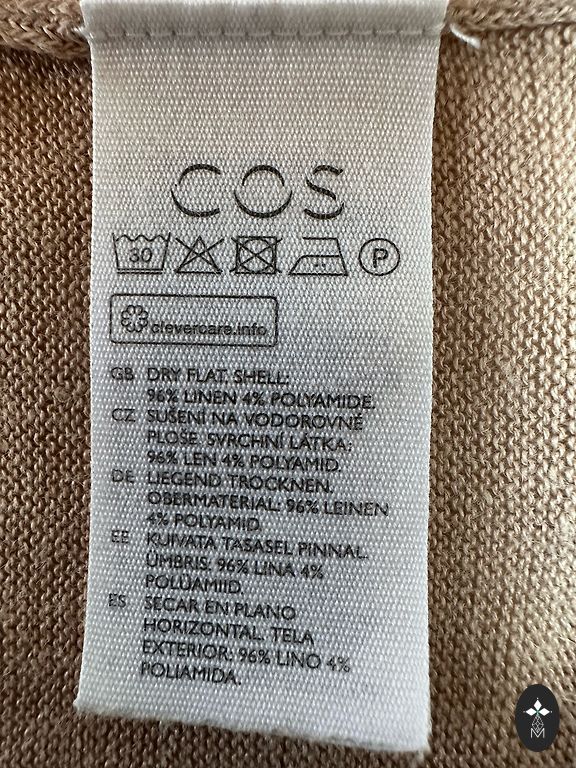 COS
30
P
clevercare.info
GB DRY FLAT. SHELL:
96% LINEN 4% POLYAMIDE.
CZ SUŠENÍ NA VODOROVNÉ
PLOŠE. SVRCHNÍ LÁTKA:
96% LEN 4% POLYAMID.
DE LIEGEND TROCKNEN.
OBERMATERIAL: 96% LEINEN
4% POLYAMID.
EE KUIVATA TASASEL PINNAL.
ÜMBRIS: 96% LINA 4%
POLÜAMIID.
ES SECAR EN PLANO
HORIZONTAL. TELA
EXTERIOR: 96% LINO 4%
POLIAMIDA.
M